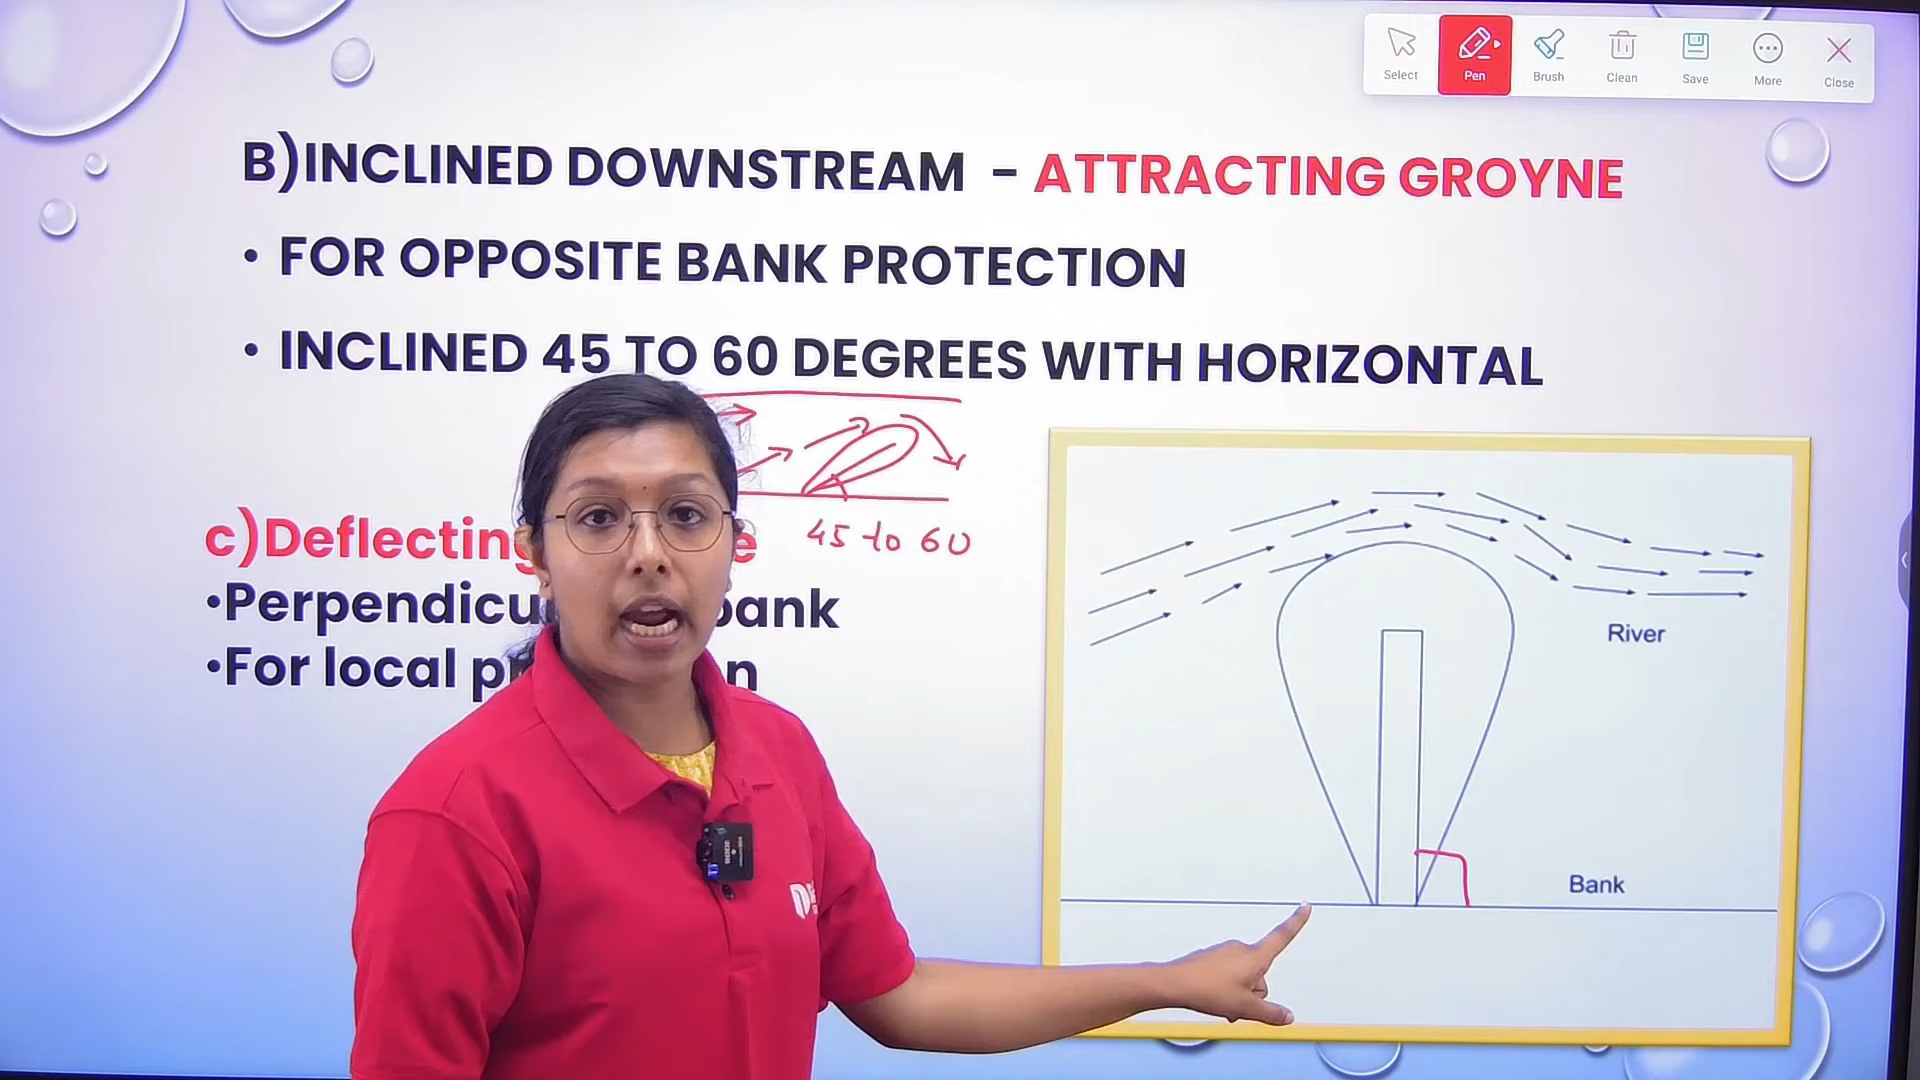 Select Pen Brush Clean Save More Close
B)INCLINED DOWNSTREAM - ATTRACTING GROYNE
• FOR OPPOSITE BANK PROTECTION
• INCLINED 45 TO 60 DEGREES WITH HORIZONTAL
45 to 60
c)Deflecting
•Perpendicu bank
•For local p n
River
Bank